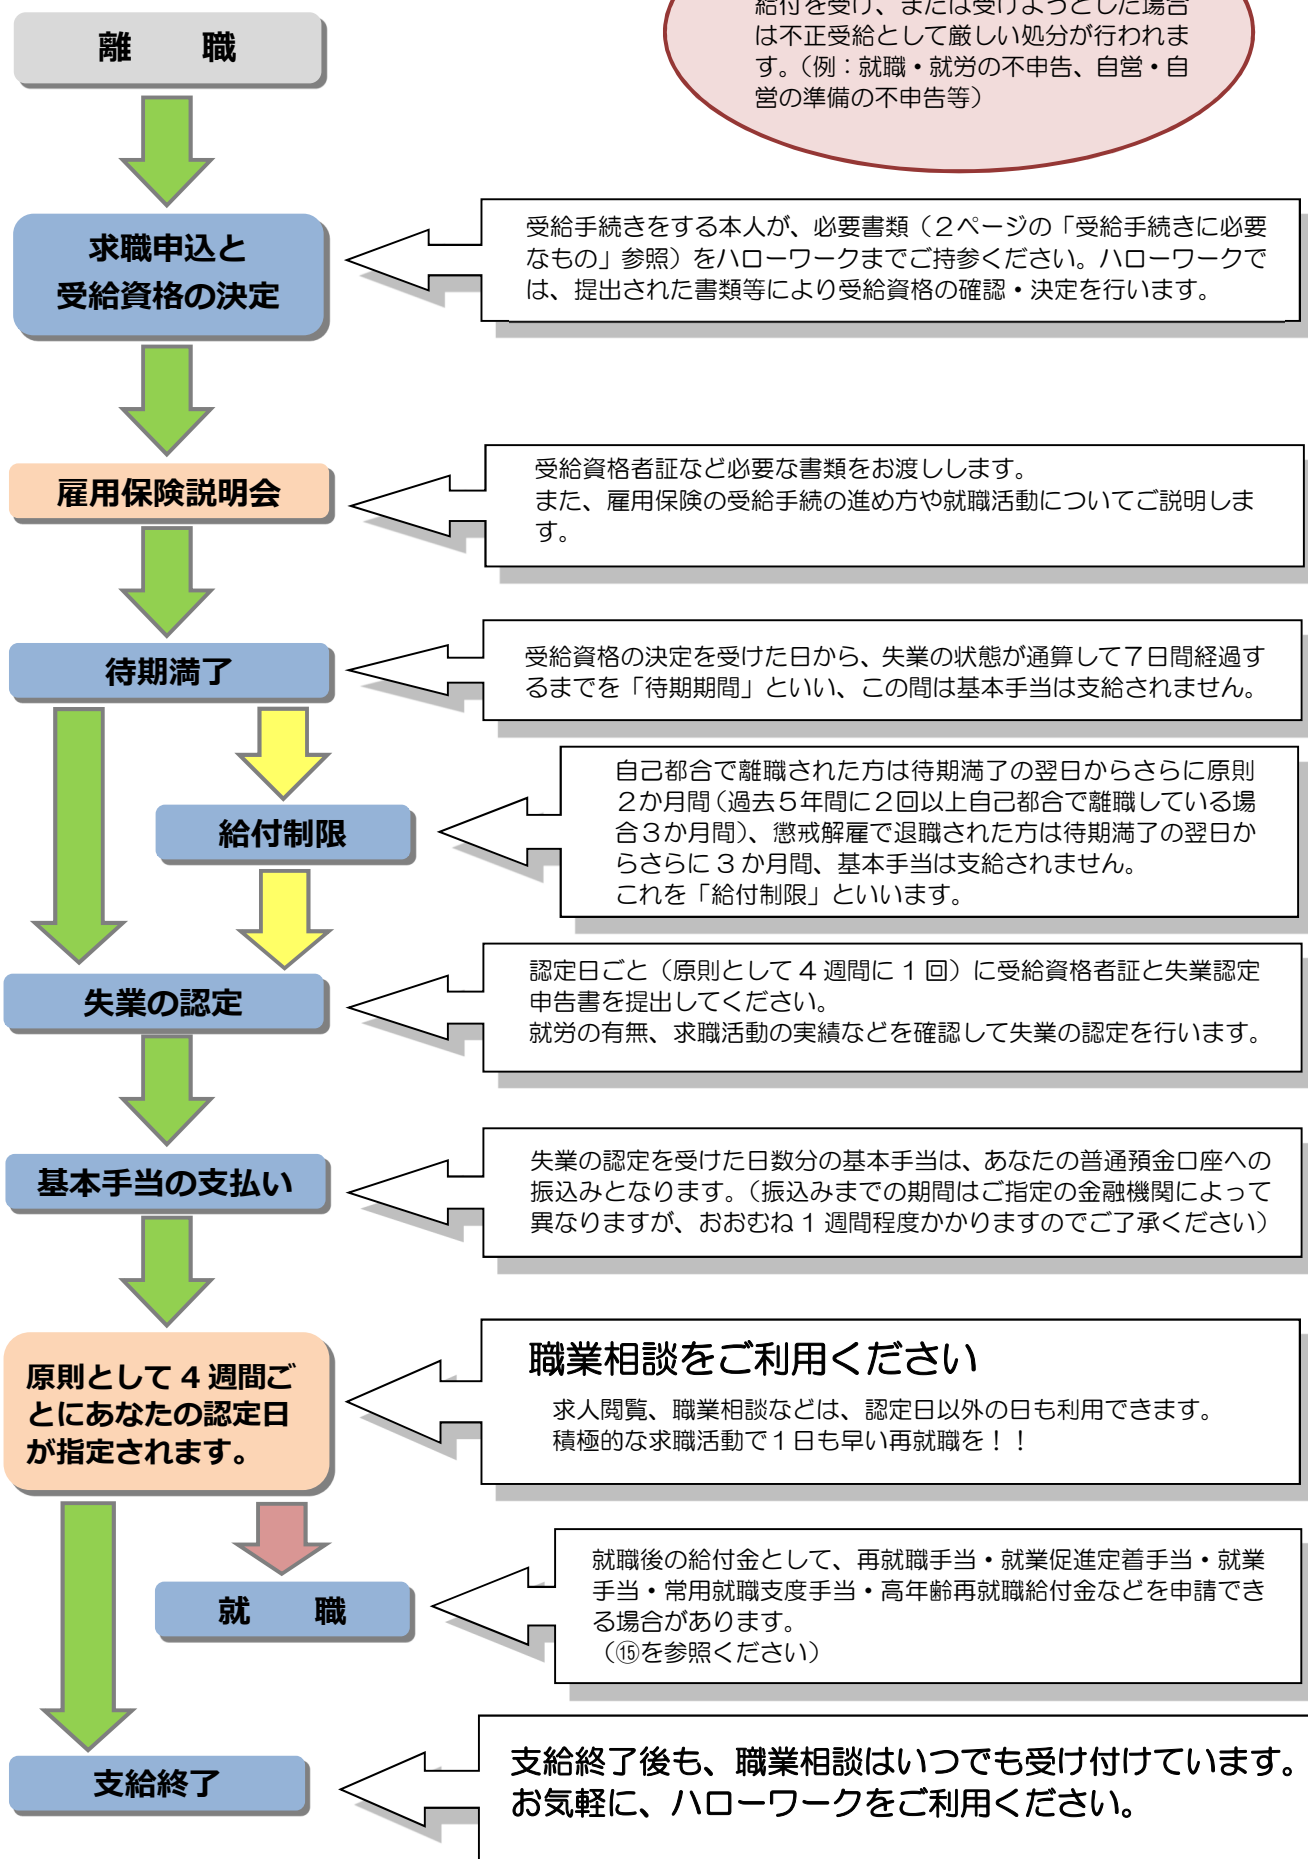 給付を受け、または受けようとした場合
は不正受給として厳しい処分が行われま
す。（例：就職・就労の不申告、自営・自
営の準備の不申告等）
離　　職
求職申込と
受給資格の決定
受給手続きをする本人が、必要書類（２ページの「受給手続きに必要
なもの」参照）をハローワークまでご持参ください。ハローワークで
は、提出された書類等により受給資格の確認・決定を行います。
雇用保険説明会
受給資格者証など必要な書類をお渡しします。
また、雇用保険の受給手続の進め方や就職活動についてご説明しま
す。
待期満了
受給資格の決定を受けた日から、失業の状態が通算して７日間経過す
るまでを「待期期間」といい、この間は基本手当は支給されません。
給付制限
自己都合で離職された方は待期満了の翌日からさらに原則
２か月間（過去５年間に２回以上自己都合で離職している場
合３か月間）、懲戒解雇で退職された方は待期満了の翌日か
らさらに３か月間、基本手当は支給されません。
これを「給付制限」といいます。
失業の認定
認定日ごと（原則として４週間に１回）に受給資格者証と失業認定
申告書を提出してください。
就労の有無、求職活動の実績などを確認して失業の認定を行います。
基本手当の支払い
失業の認定を受けた日数分の基本手当は、あなたの普通預金口座への
振込みとなります。（振込みまでの期間はご指定の金融機関によって
異なりますが、おおむね１週間程度かかりますのでご了承ください）
原則として４週間ご
とにあなたの認定日
が指定されます。
職業相談をご利用ください
求人閲覧、職業相談などは、認定日以外の日も利用できます。
積極的な求職活動で１日も早い再就職を！！
就　　職
就職後の給付金として、再就職手当・就業促進定着手当・就業
手当・常用就職支度手当・高年齢再就職給付金などを申請でき
る場合があります。
（⑮を参照ください）
支給終了
支給終了後も、職業相談はいつでも受け付けています。
お気軽に、ハローワークをご利用ください。